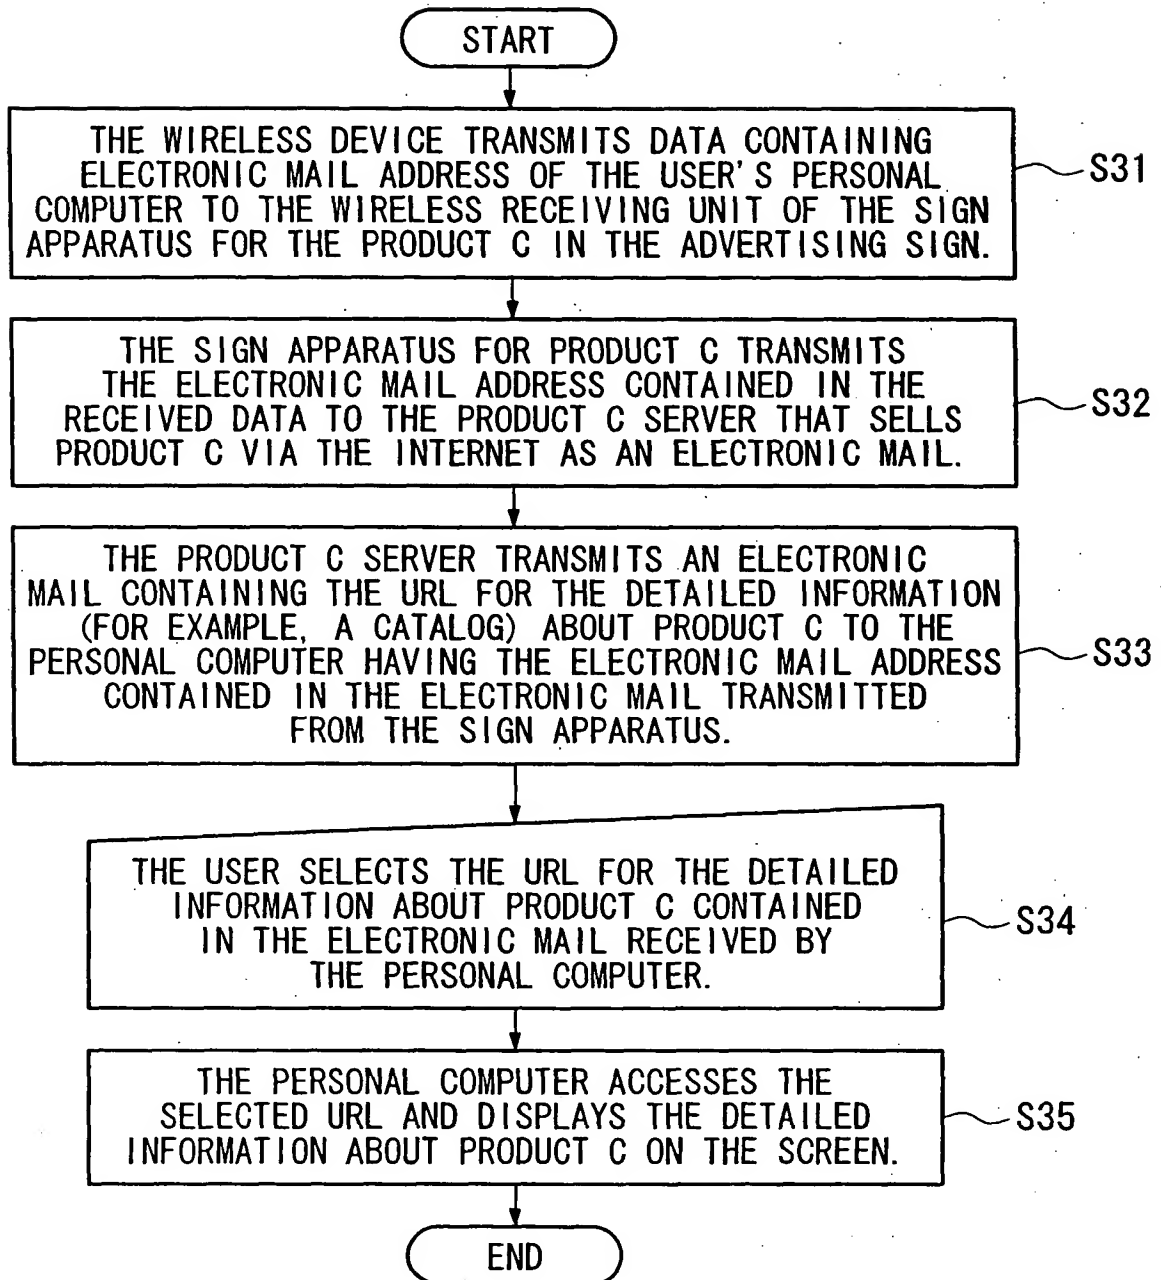 START
THE WIRELESS DEVICE TRANSMITS DATA CONTAINING
ELECTRONIC MAIL ADDRESS OF THE USER'S PERSONAL
COMPUTER TO THE WIRELESS RECEIVING UNIT OF THE SIGN
APPARATUS FOR THE PRODUCT C IN THE ADVERTISING SIGN.
S31
THE SIGN APPARATUS FOR PRODUCT C TRANSMITS
THE ELECTRONIC MAIL ADDRESS CONTAINED IN THE
RECEIVED DATA TO THE PRODUCT C SERVER THAT SELLS
PRODUCT C VIA THE INTERNET AS AN ELECTRONIC MAIL.
S32
THE PRODUCT C SERVER TRANSMITS AN ELECTRONIC
MAIL CONTAINING THE URL FOR THE DETAILED INFORMATION
(FOR EXAMPLE, A CATALOG) ABOUT PRODUCT C TO THE
PERSONAL COMPUTER HAVING THE ELECTRONIC MAIL ADDRESS
CONTAINED IN THE ELECTRONIC MAIL TRANSMITTED
FROM THE SIGN APPARATUS.
S33
THE USER SELECTS THE URL FOR THE DETAILED
INFORMATION ABOUT PRODUCT C CONTAINED
IN THE ELECTRONIC MAIL RECEIVED BY
THE PERSONAL COMPUTER.
S34
THE PERSONAL COMPUTER ACCESSES THE
SELECTED URL AND DISPLAYS THE DETAILED
INFORMATION ABOUT PRODUCT C ON THE SCREEN.
S35
END